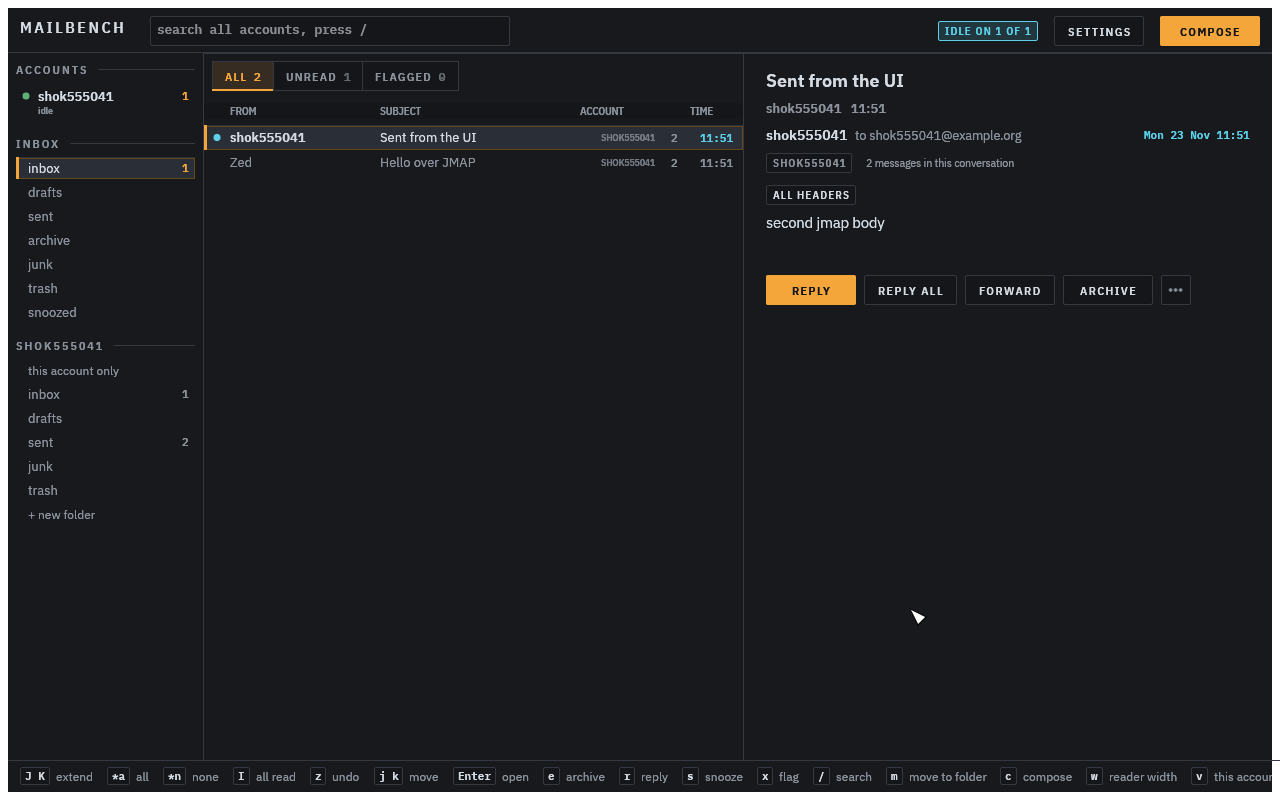 MAILBENCH search all accounts, press / IDLE ON 1 OF 1 SETTINGS COMPOSE
ACCOUNTS
shok555041 1
idle
INBOX
inbox 1
drafts
sent
archive
junk
trash
snoozed
SHOK555041
this account only
inbox 1
drafts
sent 2
junk
trash
+ new folder
ALL 2 UNREAD 1 FLAGGED 0
FROM SUBJECT ACCOUNT TIME
shok555041 Sent from the UI SHOK555041 2 11:51
Zed Hello over JMAP SHOK555041 2 11:51
Sent from the UI
shok555041 11:51
shok555041 to shok555041@example.org Mon 23 Nov 11:51
SHOK555041 2 messages in this conversation
ALL HEADERS
second jmap body
REPLY REPLY ALL FORWARD ARCHIVE •••
J K extend *a all *n none I all read z undo j k move Enter open e archive r reply s snooze x flag / search m move to folder c compose w reader width v this accoun